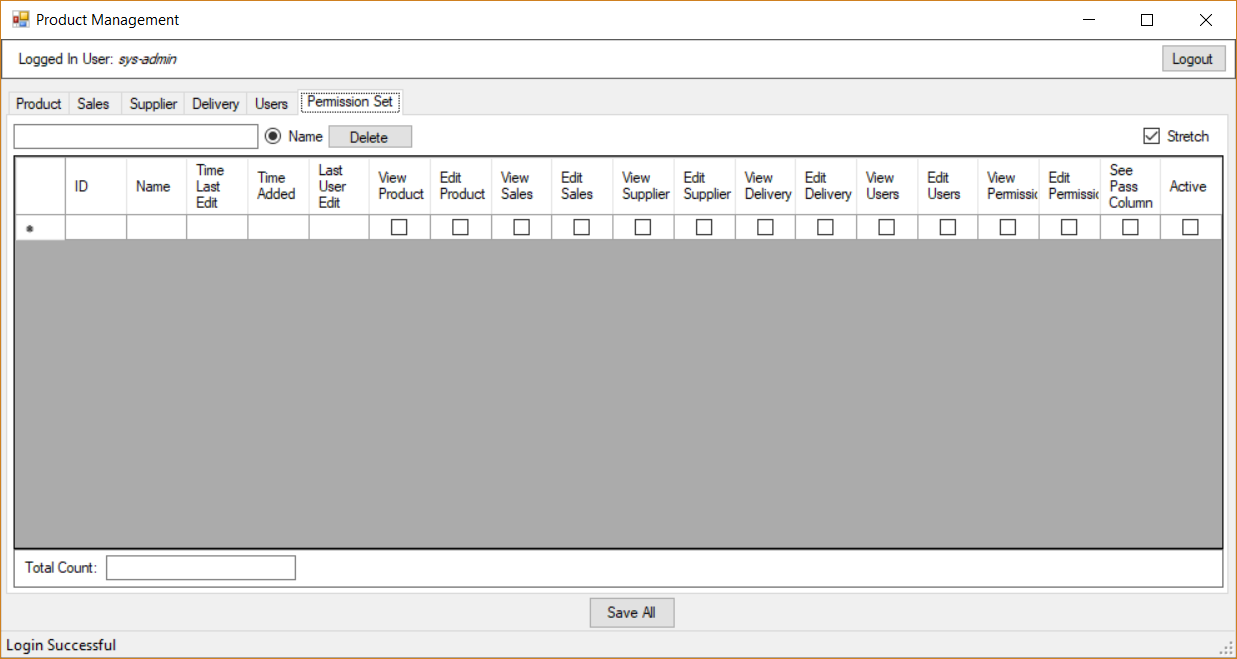 Product Management
Logged In User: sys-admin
Logout
Product Sales Supplier Delivery Users Permission Set
Name Delete Stretch
ID
Name
Time
Last
Edit
Time
Added
Last
User
Edit
View
Product
Edit
Product
View
Sales
Edit
Sales
View
Supplier
Edit
Supplier
View
Delivery
Edit
Delivery
View
Users
Edit
Users
View
Permissic
Edit
Permissic
See
Pass
Column
Active
*
Total Count:
Save All
Login Successful